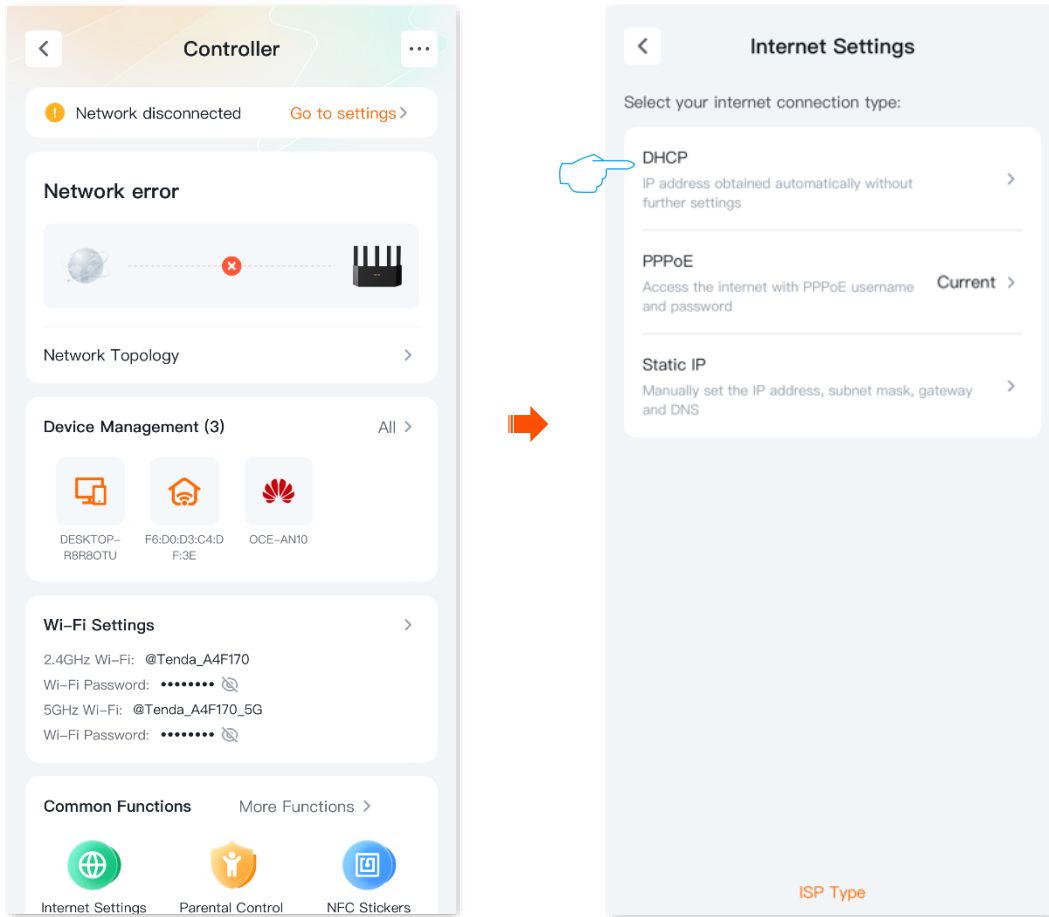 Controller
Network disconnected Go to settings
Network error
Network Topology
Device Management (3) All
DESKTOP-
R8R8OTU
F6:D0:D3:C4:D
F:3E
OCE-AN10
Wi-Fi Settings
2.4GHz Wi-Fi: @Tenda_A4F170
Wi-Fi Password: ••••••••
5GHz Wi-Fi: @Tenda_A4F170_5G
Wi-Fi Password: ••••••••
Common Functions More Functions
Internet Settings Parental Control NFC Stickers
Internet Settings
Select your internet connection type:
DHCP
IP address obtained automatically without
further settings
PPPoE
Access the internet with PPPoE username
and password
Current
Static IP
Manually set the IP address, subnet mask, gateway
and DNS
ISP Type